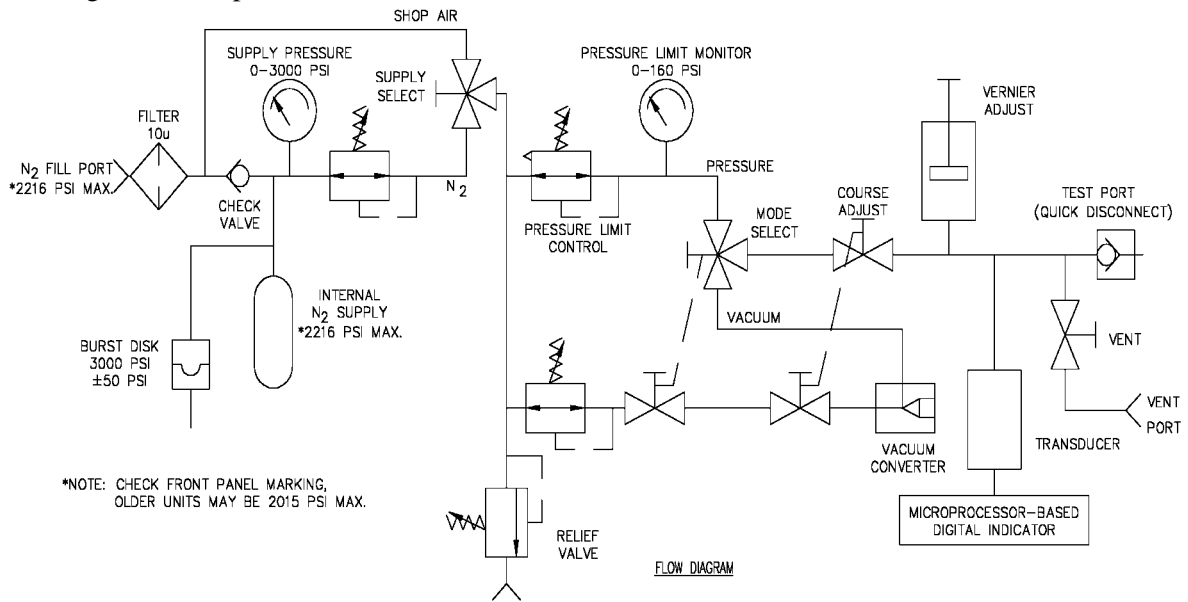 SHOP AIR
SUPPLY PRESSURE
0-3000 PSI
PRESSURE LIMIT MONITOR
0-160 PSI
SUPPLY
SELECT
VERNIER
ADJUST
FILTER
10u
N2 FILL PORT
*2216 PSI MAX.
CHECK
VALVE
N2
PRESSURE
PRESSURE LIMIT
CONTROL
MODE
SELECT
COURSE
ADJUST
TEST PORT
(QUICK DISCONNECT)
INTERNAL
N2 SUPPLY
*2216 PSI MAX.
BURST DISK
3000 PSI
±50 PSI
VACUUM
VENT
VENT
PORT
VACUUM
CONVERTER
TRANSDUCER
*NOTE: CHECK FRONT PANEL MARKING,
OLDER UNITS MAY BE 2015 PSI MAX.
MICROPROCESSOR-BASED
DIGITAL INDICATOR
RELIEF
VALVE
FLOW DIAGRAM